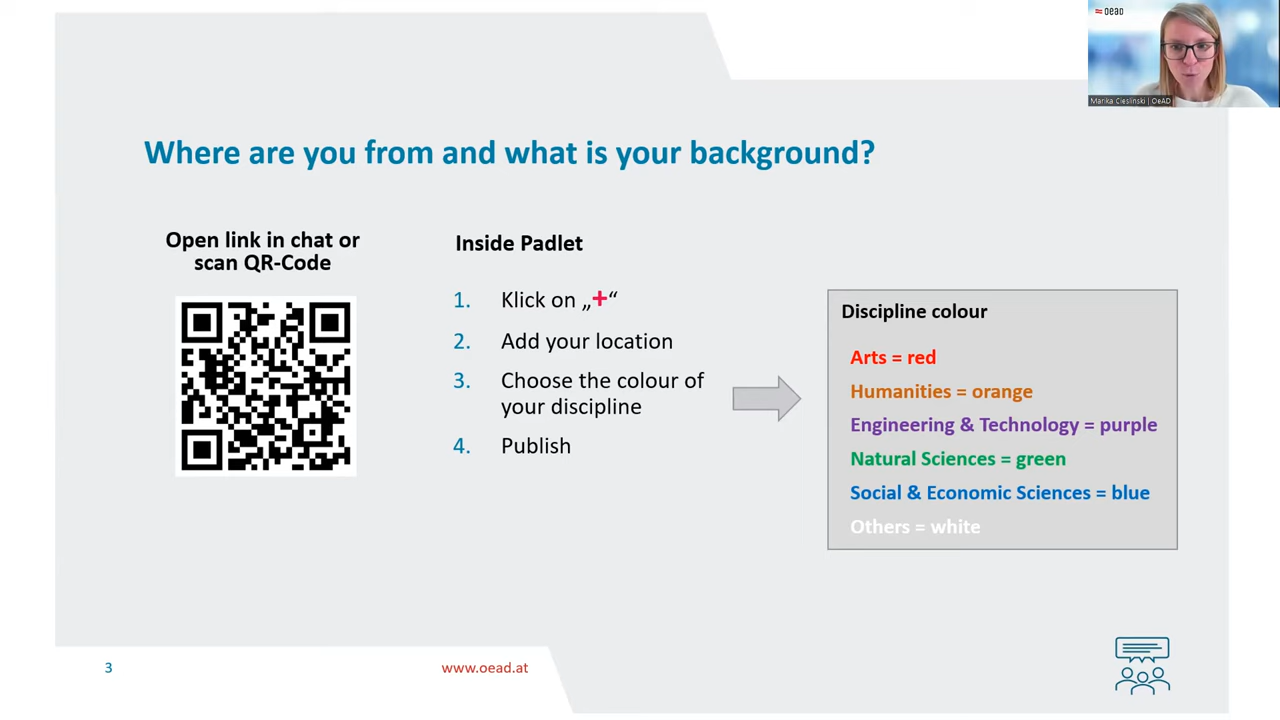 oead
Marika Cieslinski | OeAD
Where are you from and what is your background?
Open link in chat or
scan QR-Code
Inside Padlet
1. Klick on „+“
2. Add your location
3. Choose the colour of
your discipline
4. Publish
Discipline colour
Arts = red
Humanities = orange
Engineering & Technology = purple
Natural Sciences = green
Social & Economic Sciences = blue
Others = white
3
www.oead.at